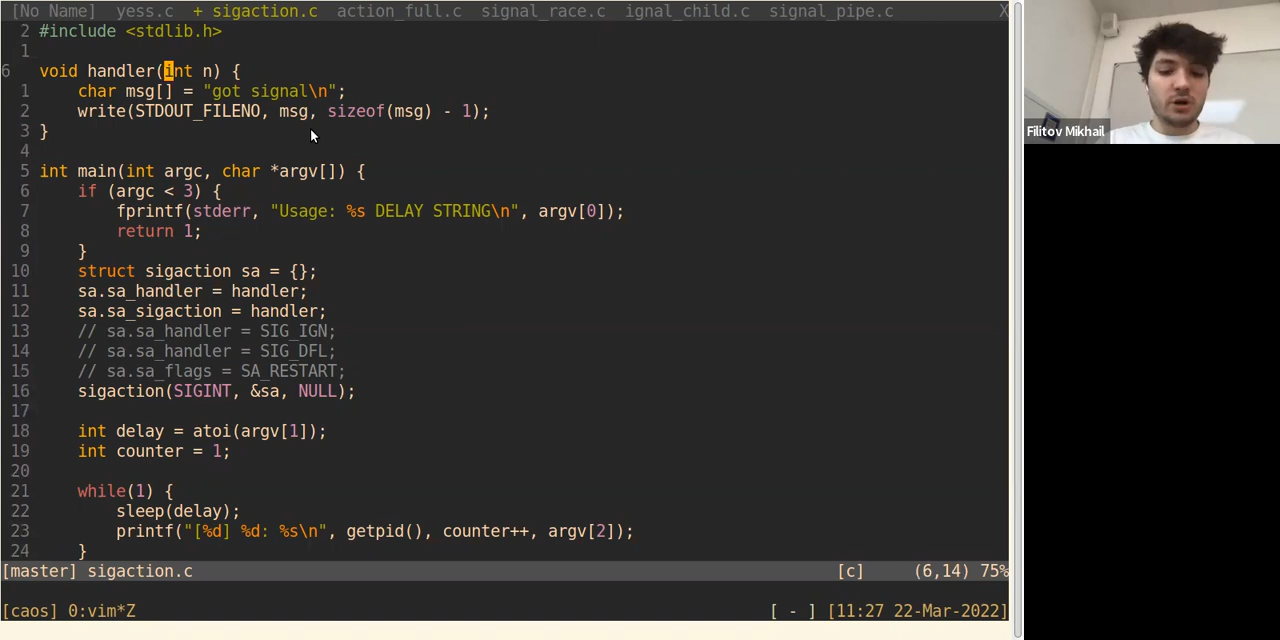 [No Name] yess.c + sigaction.c action_full.c signal_race.c ignal_child.c signal_pipe.c X
2 #include <stdlib.h>
1
6 void handler(int n) {
1 char msg[] = "got signal\n";
2 write(STDOUT_FILENO, msg, sizeof(msg) - 1);
3 }
4
5 int main(int argc, char *argv[]) {
6 if (argc < 3) {
7 fprintf(stderr, "Usage: %s DELAY STRING\n", argv[0]);
8 return 1;
9 }
10 struct sigaction sa = {};
11 sa.sa_handler = handler;
12 sa.sa_sigaction = handler;
13 // sa.sa_handler = SIG_IGN;
14 // sa.sa_handler = SIG_DFL;
15 // sa.sa_flags = SA_RESTART;
16 sigaction(SIGINT, &sa, NULL);
17
18 int delay = atoi(argv[1]);
19 int counter = 1;
20
21 while(1) {
22 sleep(delay);
23 printf("[%d] %d: %s\n", getpid(), counter++, argv[2]);
24 }
[master] sigaction.c [c] (6,14) 75%
[caos] 0:vim*Z [ - ] [11:27 22-Mar-2022]
Filitov Mikhail